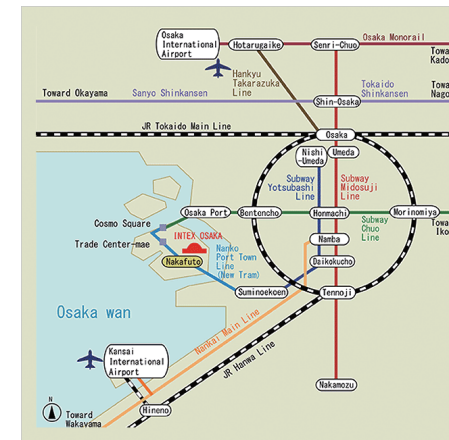 Osaka
International
Airport
Hotarugaike
Senri-Chuo
Osaka Monorail
Towa
Kado
Hankyu
Takarazuka
Line
Toward Okayama
Sanyo Shinkansen
Tokaido
Shinkansen
Towa
Nago
Shin-Osaka
JR Tokaido Main Line
Osaka
Nishi-
Umeda
Umeda
Subway
Yotsubashi
Line
Subway
Midosuji
Line
Osaka Port
Bentencho
Honmachi
Morinomiya
Cosmo Square
Subway
Chuo
Line
Towa
Iko
Trade Center-mae
INTEX OSAKA
Nakafuto
Nanko
Port Town
Line
(New Tram)
Namba
Daikokucho
Suminoekoen
Tennoji
Osaka wan
Nankai Main Line
JR Hanwa Line
Kansai
International
Airport
Nakamozu
Hineno
N
Toward
Wakayama